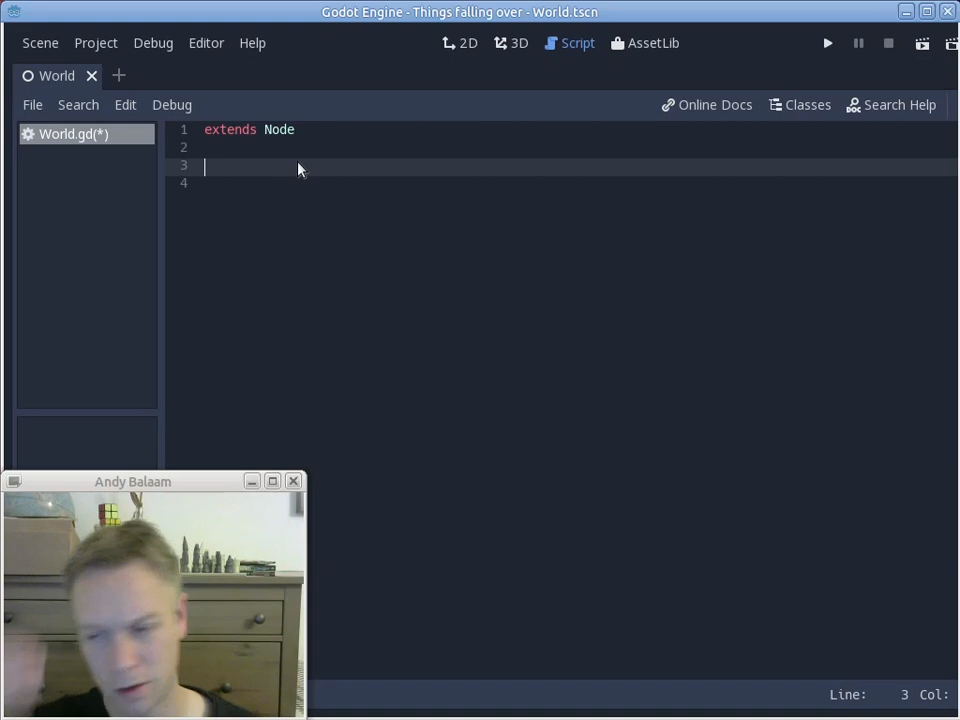 Godot Engine - Things falling over - World.tscn
Scene Project Debug Editor Help 2D 3D Script AssetLib
World
File Search Edit Debug Online Docs Classes Search Help
World.gd(*)
1 extends Node
2
3
4
Andy Balaam
Line: 3 Col: